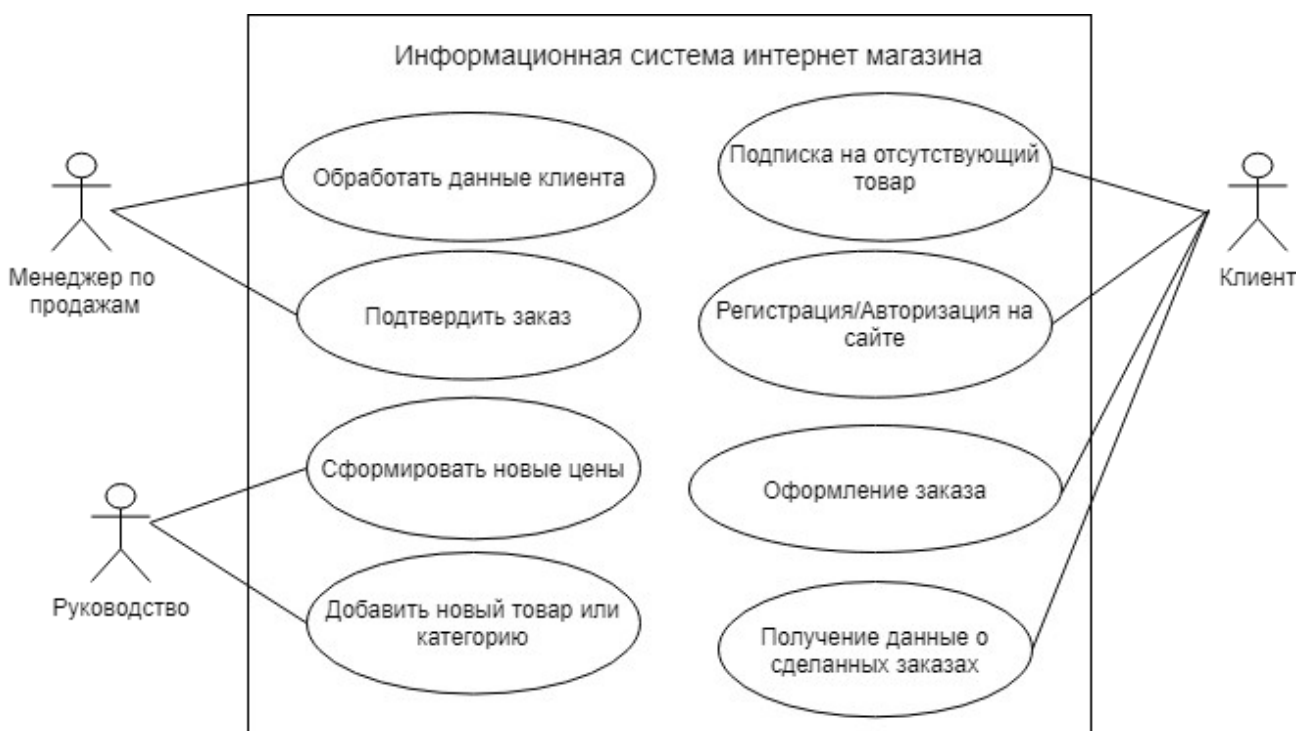 Информационная система интернет магазина
Менеджер по
продажам
Обработать данные клиента
Подтвердить заказ
Руководство
Сформировать новые цены
Добавить новый товар или
категорию
Подписка на отсутствующий
товар
Регистрация/Авторизация на
сайте
Оформление заказа
Получение данные о
сделанных заказах
Клиент